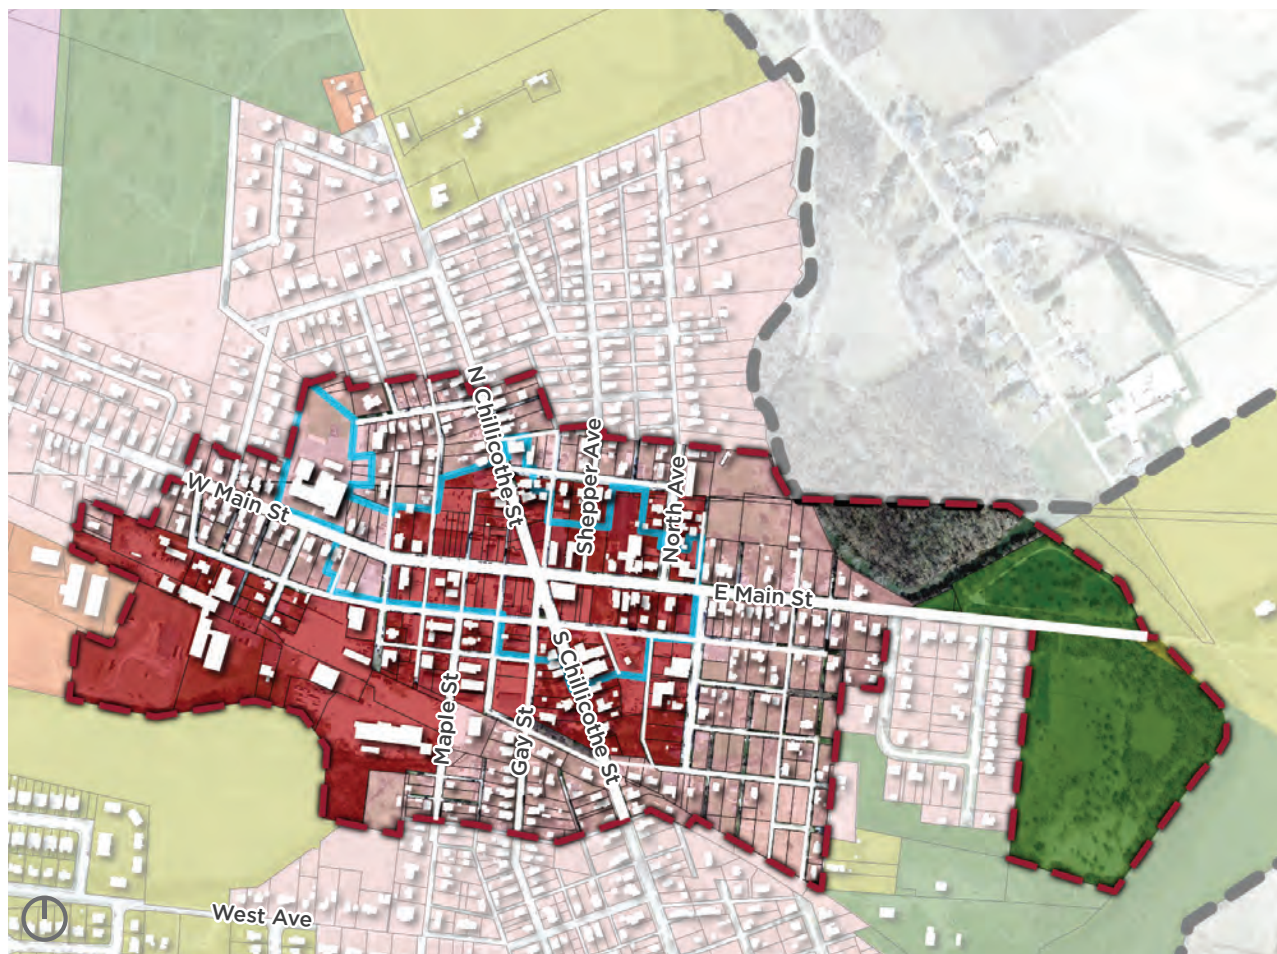 N Chillicothe St
Shepper Ave
North Ave
W Main St
E Main St
S Chillicothe St
Maple St
Gay St
West Ave